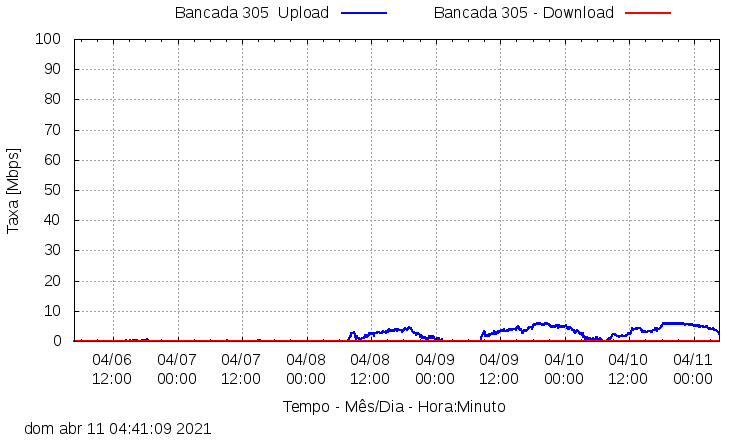 Bancada 305  Upload
Bancada 305 - Download
100
90
80
70
60
50
40
30
20
10
0
Taxa [Mbps]
04/06 04/07 04/07 04/08 04/08 04/09 04/09 04/10 04/10 04/11
12:00 00:00 12:00 00:00 12:00 00:00 12:00 00:00 12:00 00:00
Tempo - Mês/Dia - Hora:Minuto
dom abr 11 04:41:09 2021